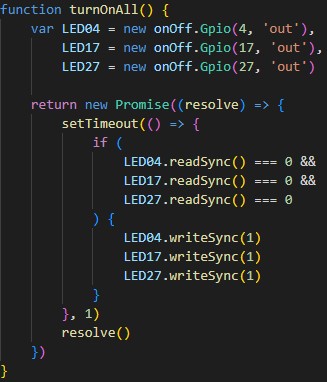 function turnOnAll() {
    var LED04 = new onOff.Gpio(4, 'out'),
        LED17 = new onOff.Gpio(17, 'out'),
        LED27 = new onOff.Gpio(27, 'out')

    return new Promise((resolve) => {
        setTimeout(() => {
            if (
                LED04.readSync() === 0 &&
                LED17.readSync() === 0 &&
                LED27.readSync() === 0
            ) {
                LED04.writeSync(1)
                LED17.writeSync(1)
                LED27.writeSync(1)
            }
        }, 1)
        resolve()
    })
}